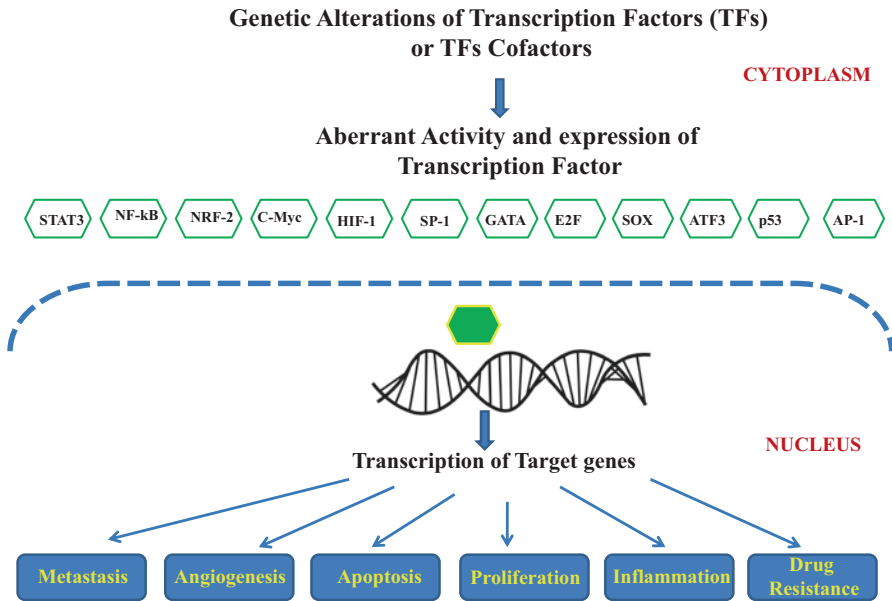 Genetic Alterations of Transcription Factors (TFs)
or TFs Cofactors
CYTOPLASM
Aberrant Activity and expression of
Transcription Factor
STAT3 NF-kB NRF-2 C-Myc HIF-1 SP-1 GATA E2F SOX ATF3 p53 AP-1
NUCLEUS
Transcription of Target genes
Metastasis Angiogenesis Apoptosis Proliferation Inflammation Drug
Resistance